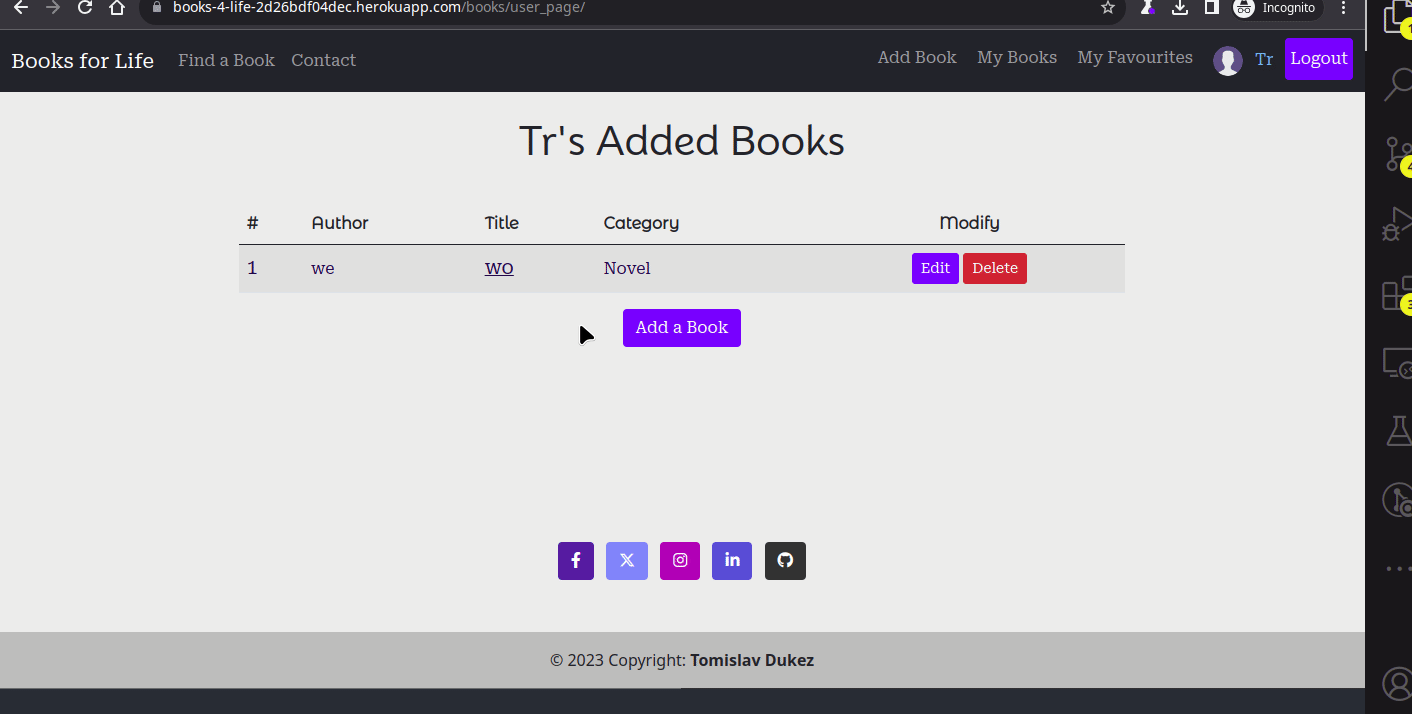 books-4-life-2d26bdf04dec.herokuapp.com/books/user_page/
Incognito
Books for Life Find a Book Contact Add Book My Books My Favourites Tr Logout
Tr's Added Books
# Author Title Category Modify
1 we wo Novel Edit Delete
Add a Book
© 2023 Copyright: Tomislav Dukez